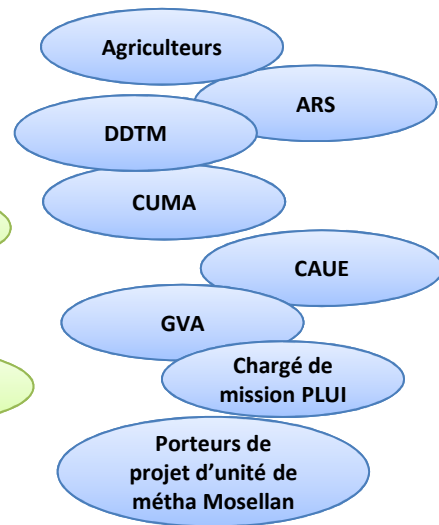 Agriculteurs
ARS
DDTM
CUMA
CAUE
GVA
Chargé de
mission PLUI
Porteurs de
projet d’unité de
métha Mosellan